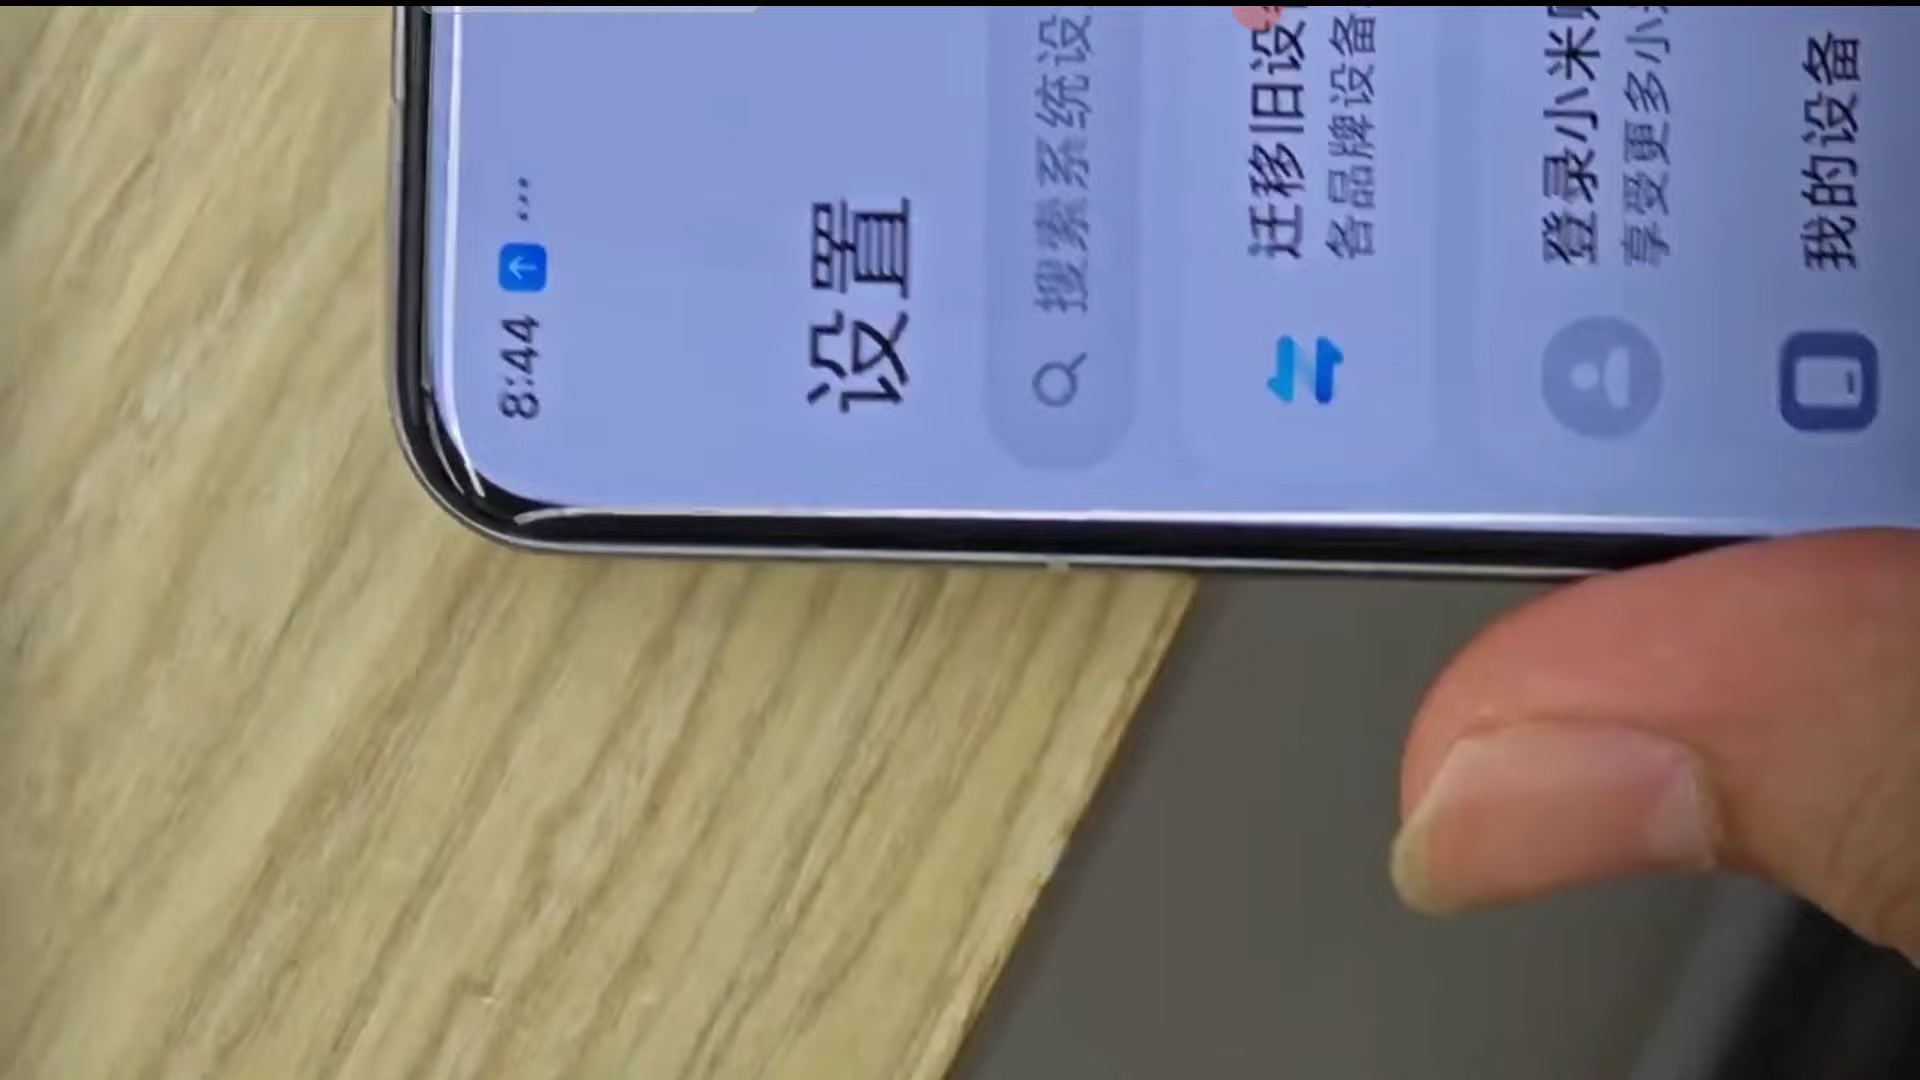 8:44 ...
设置
搜索系统设
迁移旧设
各品牌设备
登录小米
享受更多小
我的设备